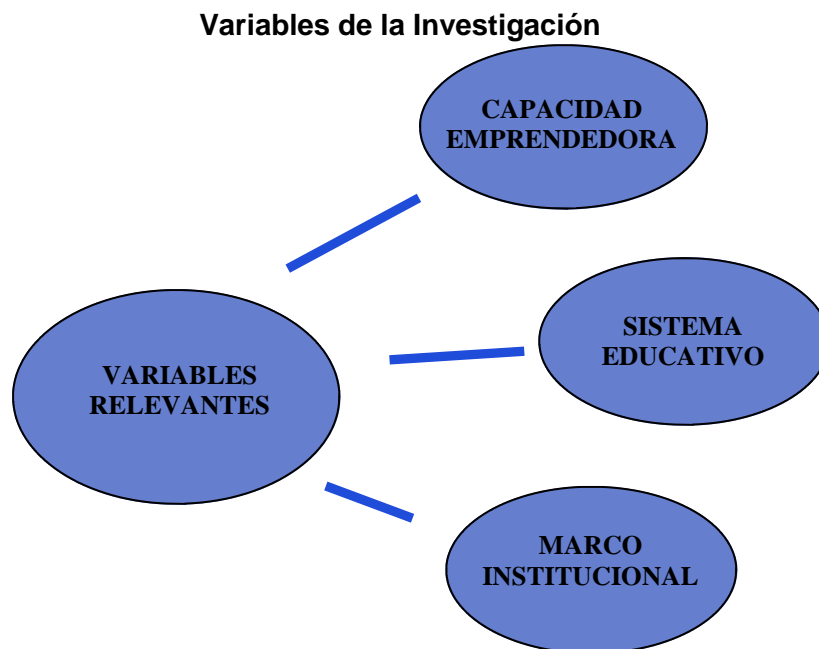 Variables de la Investigación
CAPACIDAD
EMPRENDEDORA
SISTEMA
EDUCATIVO
VARIABLES
RELEVANTES
MARCO
INSTITUCIONAL